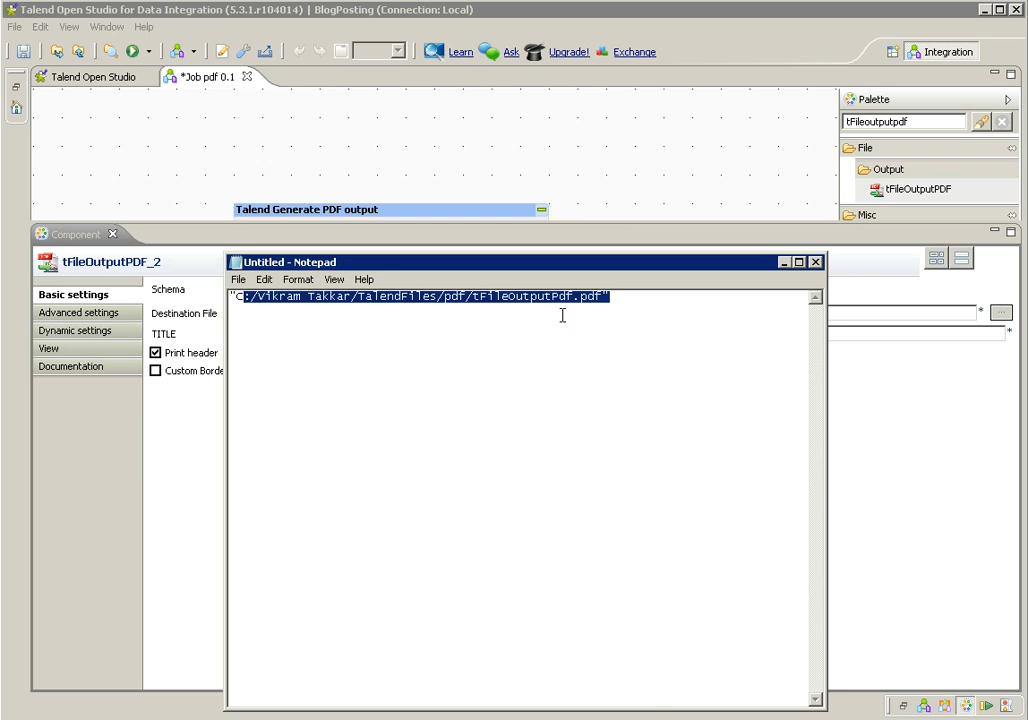 Talend Open Studio for Data Integration (5.3.1.r104014) | BlogPosting (Connection: Local)
File Edit View Window Help
Learn Ask Upgrade! Exchange Integration
Talend Open Studio *Job pdf 0.1
Palette
tFileoutputpdf
File
Output
tFileOutputPDF
Misc
Talend Generate PDF output
Component
tFileOutputPDF_2
Basic settings
Advanced settings
Dynamic settings
View
Documentation
Schema
Destination File
TITLE
Print header
Custom Borde
*
*
Untitled - Notepad
File Edit Format View Help
"C:/Vikram Takkar/TalendFiles/pdf/tFileOutputPdf.pdf"